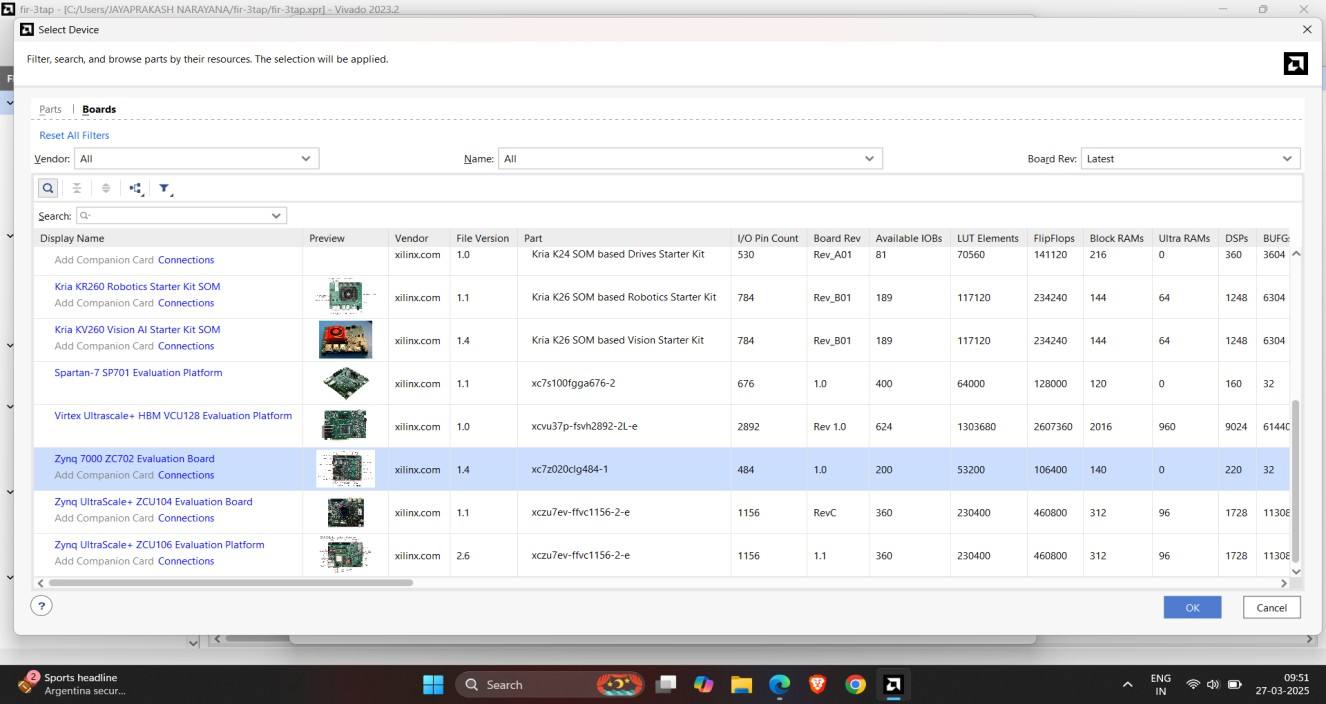 fir-3tap - [C:/Users/JAYAPRAKASH NARAYANA/fir-3tap/fir-3tap.xpr] - Vivado 2023.2
Select Device
Filter, search, and browse parts by their resources. The selection will be applied.
Parts | Boards
Reset All Filters
Vendor: All Name: All Board Rev: Latest
Search: Q-
Display Name Preview Vendor File Version Part I/O Pin Count Board Rev Available IOBs LUT Elements FlipFlops Block RAMs Ultra RAMs DSPs BUFGs
Add Companion Card Connections xilinx.com 1.0 Kria K24 SOM based Drives Starter Kit 530 Rev_A01 81 70560 141120 216 0 360 3604
Kria KR260 Robotics Starter Kit SOM
Add Companion Card Connections xilinx.com 1.1 Kria K26 SOM based Robotics Starter Kit 784 Rev_B01 189 117120 234240 144 64 1248 6304
Kria KV260 Vision AI Starter Kit SOM
Add Companion Card Connections xilinx.com 1.4 Kria K26 SOM based Vision Starter Kit 784 Rev_B01 189 117120 234240 144 64 1248 6304
Spartan-7 SP701 Evaluation Platform
xilinx.com 1.1 xc7s100fgga676-2 676 1.0 400 64000 128000 120 0 160 32
Virtex Ultrascale+ HBM VCU128 Evaluation Platform
xilinx.com 1.0 xcvu37p-fsvh2892-2L-e 2892 Rev 1.0 624 1303680 2607360 2016 960 9024 61440
Zynq 7000 ZC702 Evaluation Board
Add Companion Card Connections xilinx.com 1.4 xc7z020clg484-1 484 1.0 200 53200 106400 140 0 220 32
Zynq UltraScale+ ZCU104 Evaluation Board
Add Companion Card Connections xilinx.com 1.1 xczu7ev-ffvc1156-2-e 1156 RevC 360 230400 460800 312 96 1728 11308
Zynq UltraScale+ ZCU106 Evaluation Platform
Add Companion Card Connections xilinx.com 2.6 xczu7ev-ffvc1156-2-e 1156 1.1 360 230400 460800 312 96 1728 11308
?
OK Cancel
2 Sports headline
Argentina secur...
Search
ENG
IN
09:51
27-03-2025